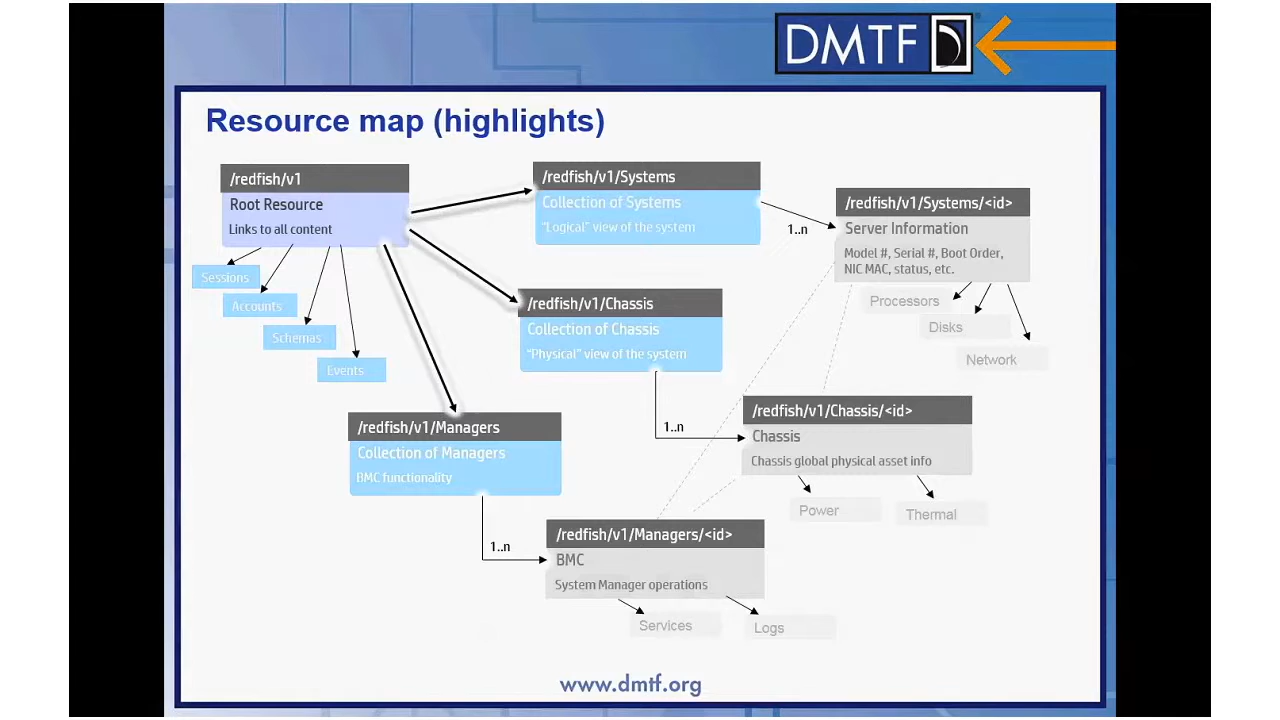 DMTF
Resource map (highlights)
/redfish/v1
Root Resource
Links to all content
Sessions
Accounts
Schemas
Events
/redfish/v1/Systems
Collection of Systems
"Logical" view of the system
1..n
/redfish/v1/Systems/<id>
Server Information
Model #, Serial #, Boot Order,
NIC MAC, status, etc.
Processors
Disks
Network
/redfish/v1/Chassis
Collection of Chassis
"Physical" view of the system
1..n
/redfish/v1/Chassis/<id>
Chassis
Chassis global physical asset info
Power
Thermal
/redfish/v1/Managers
Collection of Managers
BMC functionality
1..n
/redfish/v1/Managers/<id>
BMC
System Manager operations
Services
Logs
www.dmtf.org